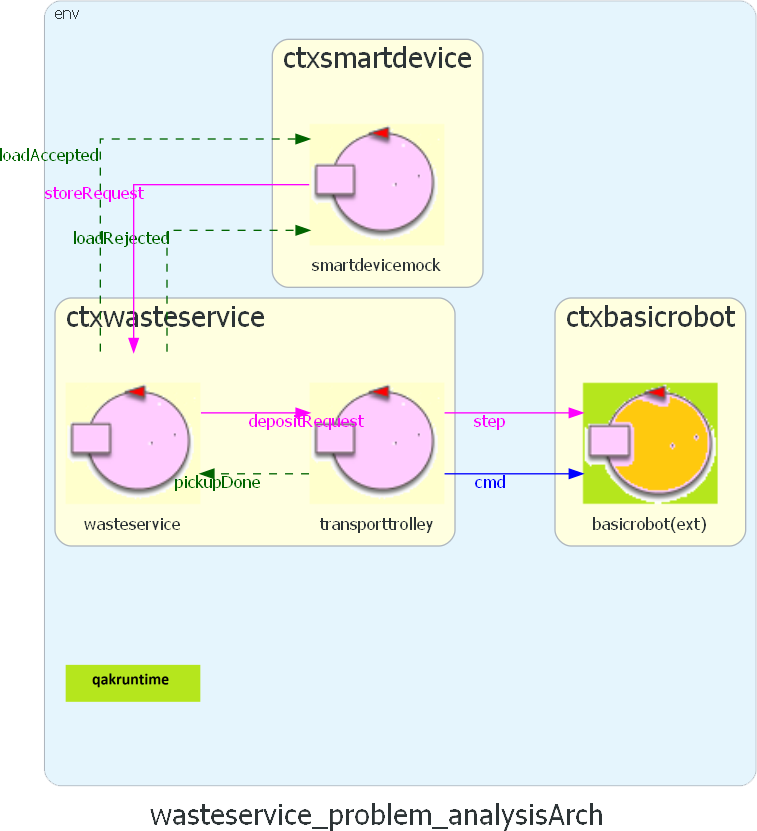 env
ctxsmartdevice
loadAccepted
storeRequest
loadRejected
smartdevicemock
ctxwasteservice
ctxbasicrobot
depositRequest
step
pickupDone
cmd
wasteservice
transporttrolley
basicrobot(ext)
qakruntime
wasteservice_problem_analysisArch